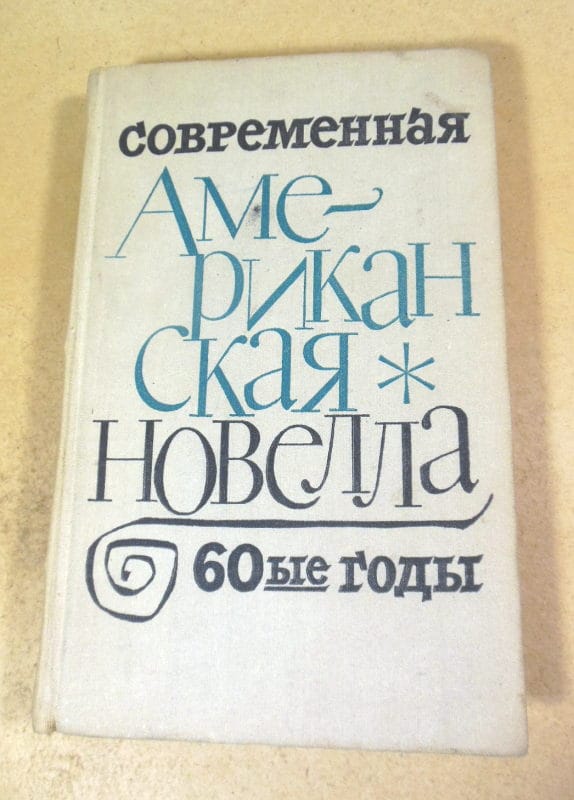 современная
Аме-
рикан
ская*
новелла
60ые годы